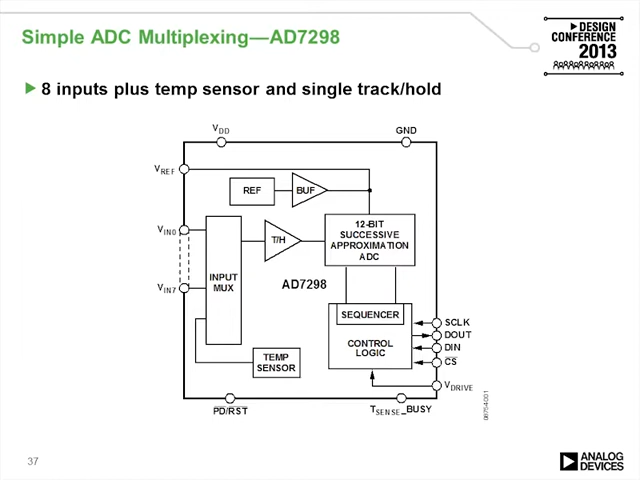 Simple ADC Multiplexing—AD7298
DESIGN
CONFERENCE
2013
8 inputs plus temp sensor and single track/hold
VDD
GND
VREF
REF
BUF
VIN0
T/H
12-BIT
SUCCESSIVE
APPROXIMATION
ADC
INPUT
MUX
AD7298
VIN7
SEQUENCER
CONTROL
LOGIC
SCLK
DOUT
DIN
CS
TEMP
SENSOR
VDRIVE
PD/RST
TSENSE_BUSY
08754-001
37
ANALOG
DEVICES